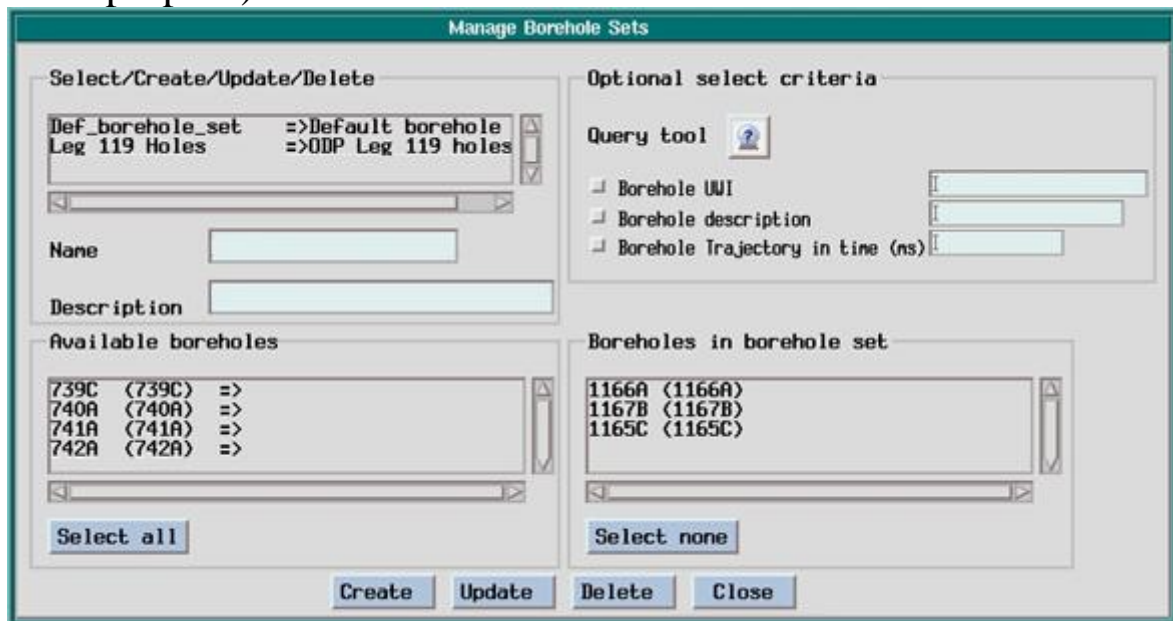 Manage Borehole Sets
Select/Create/Update/Delete
Def_borehole_set =>Default borehole
Leg 119 Holes =>ODP Leg 119 holes
Name
Description
Optional select criteria
Query tool
Borehole UWI
Borehole description
Borehole Trajectory in time (ms)
Available boreholes
739C (739C) =>
740A (740A) =>
741A (741A) =>
742A (742A) =>
Select all
Boreholes in borehole set
1166A (1166A)
1167B (1167B)
1165C (1165C)
Select none
Create Update Delete Close